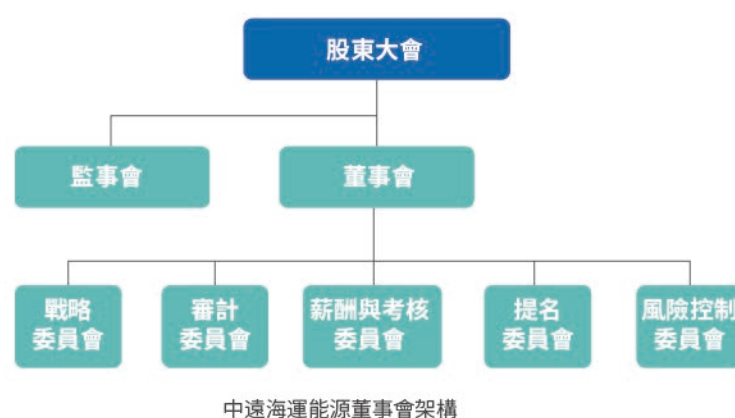 股東大會
監事會
董事會
戰略
委員會
審計
委員會
薪酬與考核
委員會
提名
委員會
風險控制
委員會
中遠海運能源董事會架構